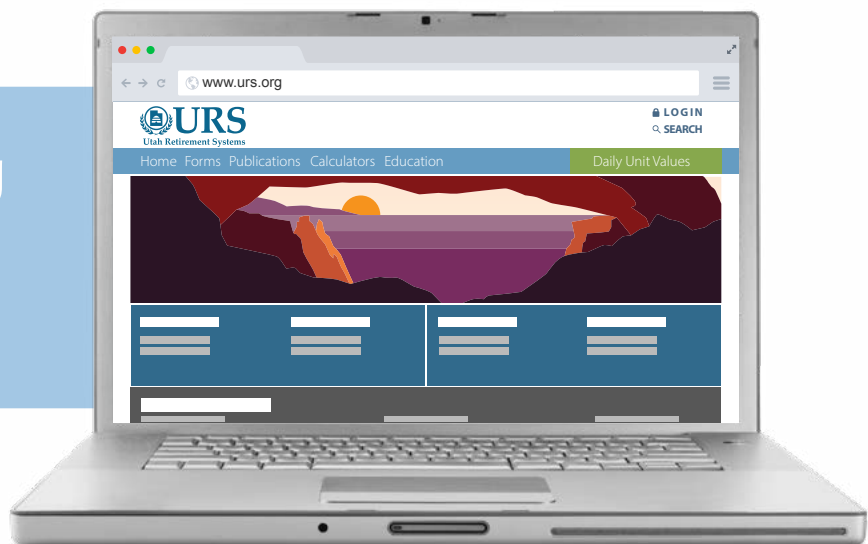 www.urs.org
URS
Utah Retirement Systems
LOGIN
SEARCH
Home Forms Publications Calculators Education
Daily Unit Values